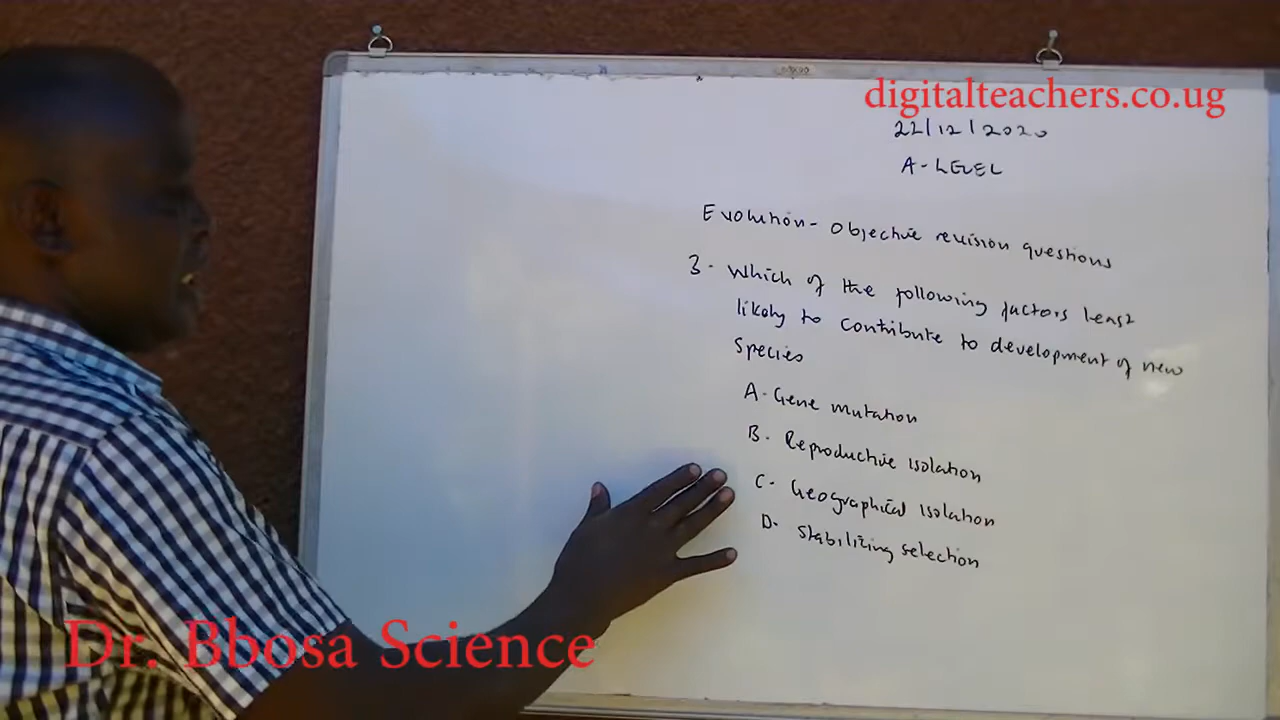 digitalteachers.co.ug
22/12/2020
A-LEVEL
Evolution- Objective revision questions
3. Which of the following factors least
likely to contribute to development of new
species
A. Gene mutation
B. Reproductive isolation
C. Geographical isolation
D. Stabilizing selection
Dr. Bbosa Science